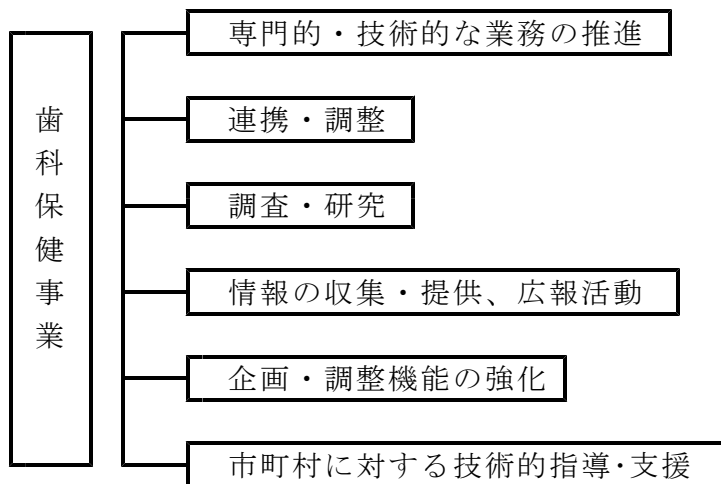 歯科保健事業
専門的・技術的な業務の推進
連携・調整
調査・研究
情報の収集・提供、広報活動
企画・調整機能の強化
市町村に対する技術的指導･支援